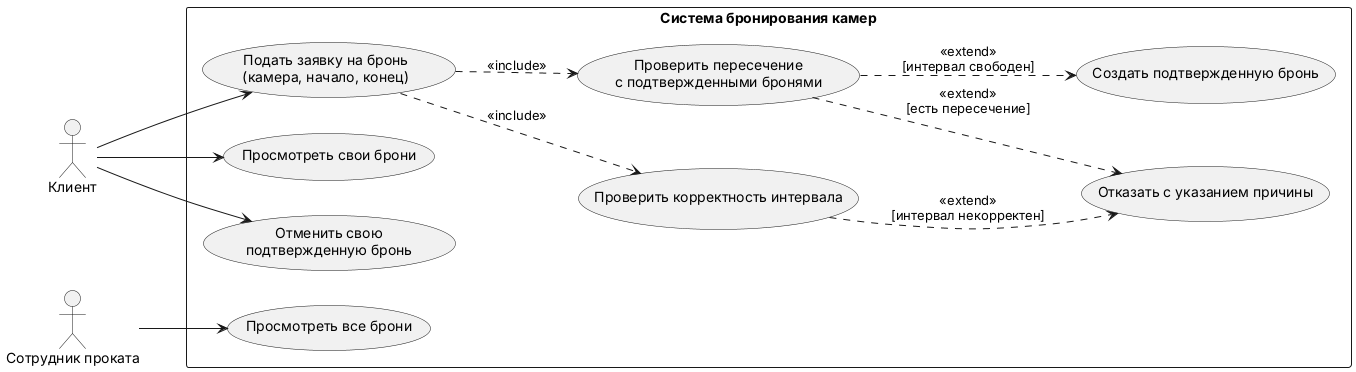 Система бронирования камер
Подать заявку на бронь
(камера, начало, конец)
«include»
Проверить пересечение
с подтвержденными бронями
«extend»
[интервал свободен]
Создать подтвержденную бронь
«extend»
[есть пересечение]
«include»
Клиент
Просмотреть свои брони
Проверить корректность интервала
«extend»
[интервал некорректен]
Отказать с указанием причины
Отменить свою
подтвержденную бронь
Сотрудник проката
Просмотреть все брони